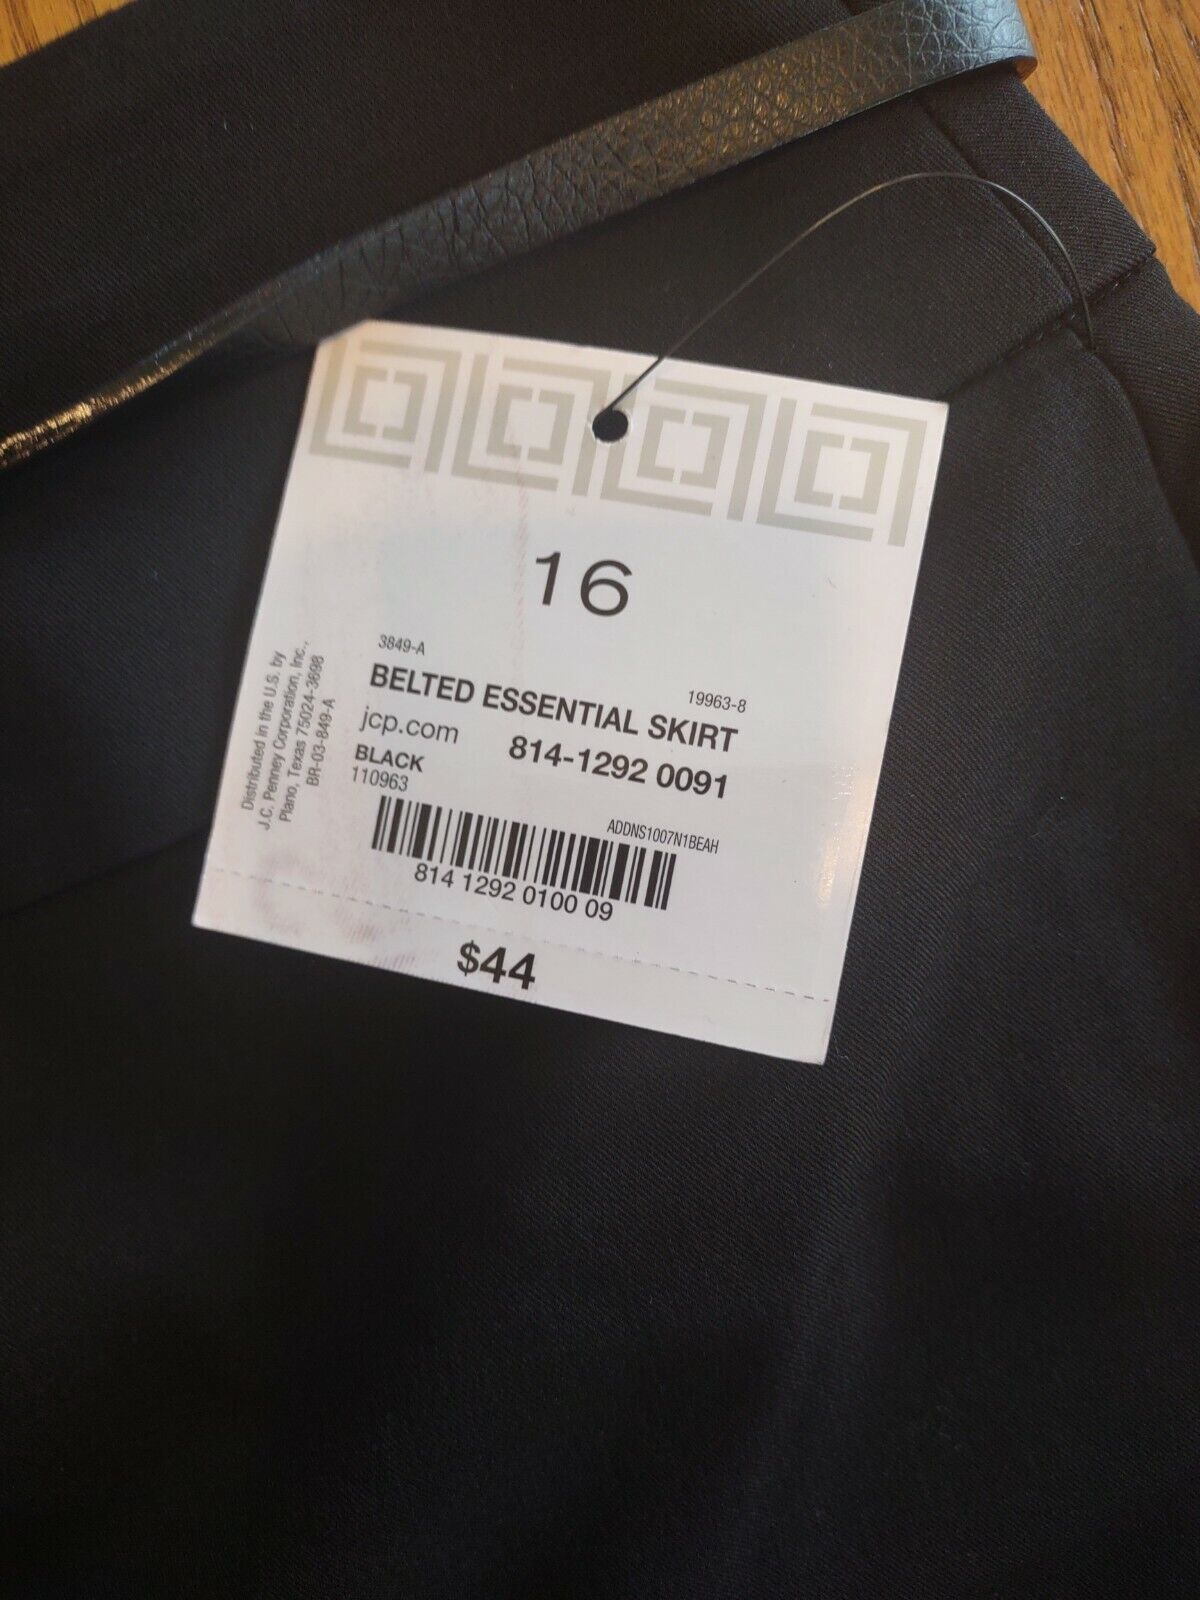 16
3849-A
19963-8
BELTED ESSENTIAL SKIRT
jcp.com
814-1292 0091
BLACK
110963
ADDNS1007N1BEAH
814 1292 0100 09
$44
Distributed in the U.S. by
J.C. Penney Corporation, Inc.,
Plano, Texas 75024-3698
BR-03-849-A